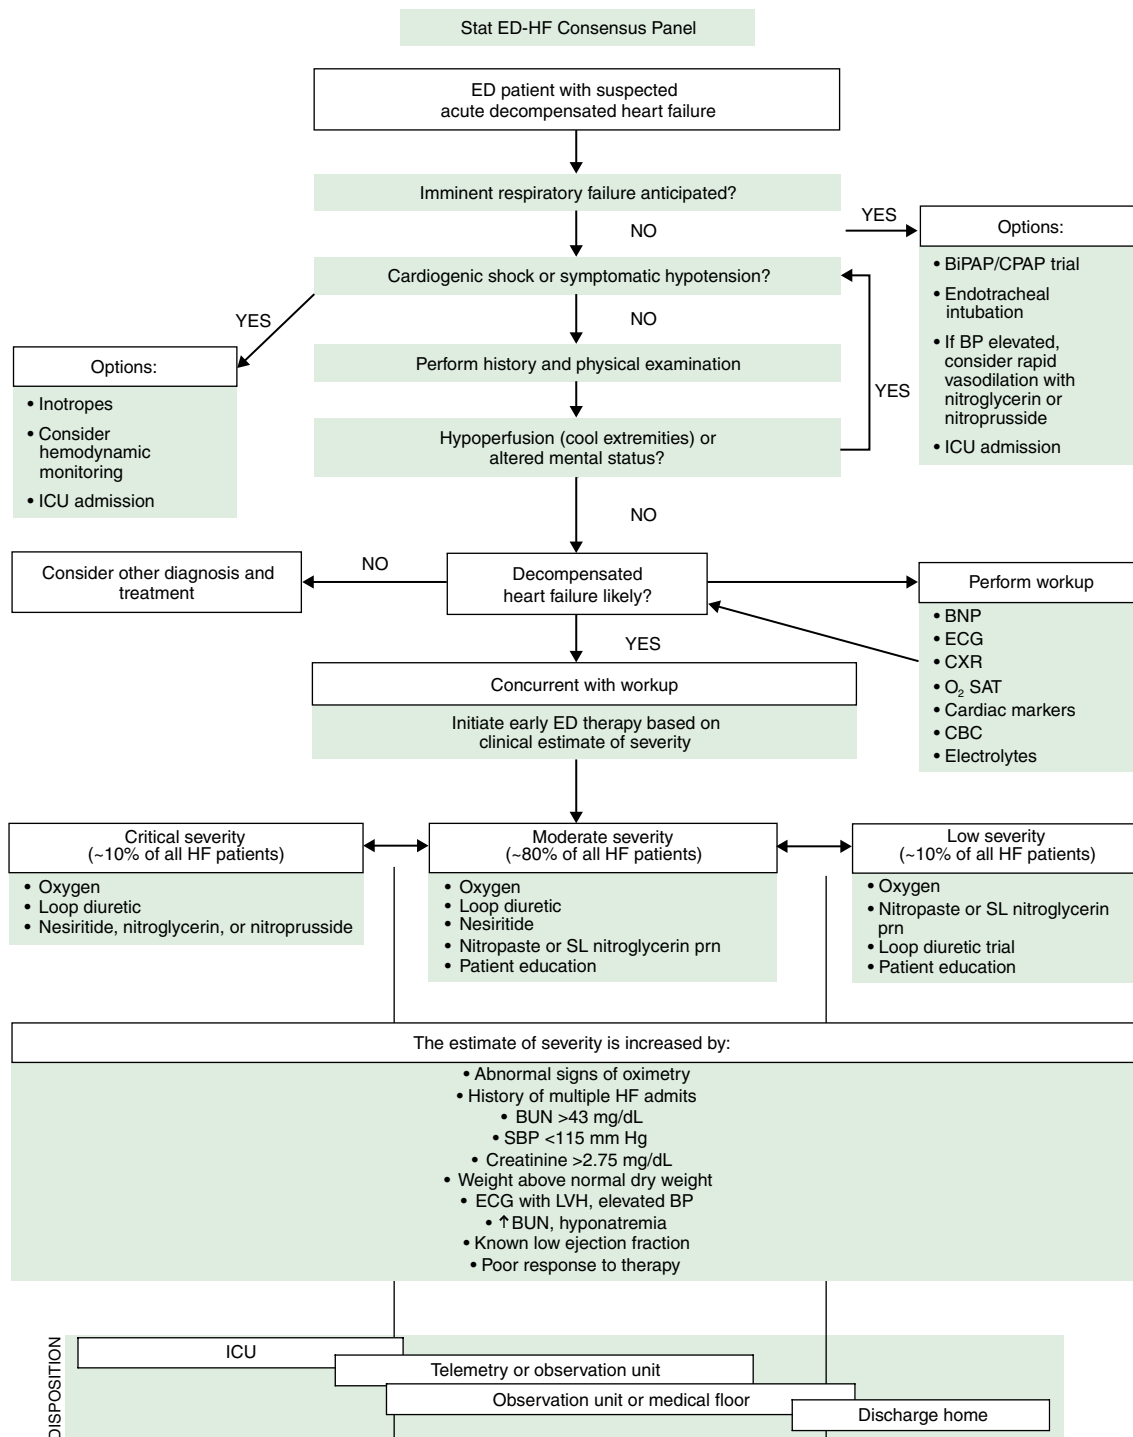 Stat ED-HF Consensus Panel
ED patient with suspected
acute decompensated heart failure
Imminent respiratory failure anticipated?
YES
NO
Options:
• BiPAP/CPAP trial
• Endotracheal
intubation
• If BP elevated,
consider rapid
vasodilation with
nitroglycerin or
nitroprusside
• ICU admission
Cardiogenic shock or symptomatic hypotension?
YES
NO
Options:
• Inotropes
• Consider
hemodynamic
monitoring
• ICU admission
Perform history and physical examination
YES
Hypoperfusion (cool extremities) or
altered mental status?
NO
Decompensated
heart failure likely?
NO
Consider other diagnosis and
treatment
Perform workup
• BNP
• ECG
• CXR
• O₂ SAT
• Cardiac markers
• CBC
• Electrolytes
YES
Concurrent with workup
Initiate early ED therapy based on
clinical estimate of severity
Critical severity
(~10% of all HF patients)
• Oxygen
• Loop diuretic
• Nesiritide, nitroglycerin, or nitroprusside
Moderate severity
(~80% of all HF patients)
• Oxygen
• Loop diuretic
• Nesiritide
• Nitropaste or SL nitroglycerin prn
• Patient education
Low severity
(~10% of all HF patients)
• Oxygen
• Nitropaste or SL nitroglycerin
prn
• Loop diuretic trial
• Patient education
The estimate of severity is increased by:
• Abnormal signs of oximetry
• History of multiple HF admits
• BUN >43 mg/dL
• SBP <115 mm Hg
• Creatinine >2.75 mg/dL
• Weight above normal dry weight
• ECG with LVH, elevated BP
• ↑BUN, hyponatremia
• Known low ejection fraction
• Poor response to therapy
DISPOSITION
ICU
Telemetry or observation unit
Observation unit or medical floor
Discharge home